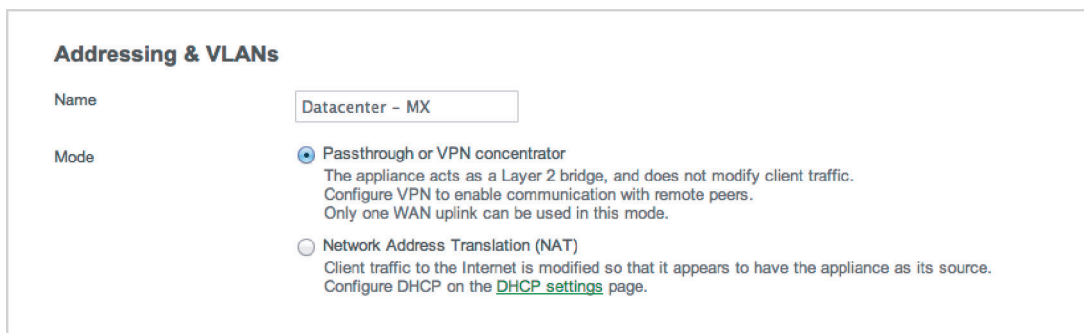 Addressing & VLANs
Name
Datacenter – MX
Mode
Passthrough or VPN concentrator
The appliance acts as a Layer 2 bridge, and does not modify client traffic.
Configure VPN to enable communication with remote peers.
Only one WAN uplink can be used in this mode.
Network Address Translation (NAT)
Client traffic to the Internet is modified so that it appears to have the appliance as its source.
Configure DHCP on the DHCP settings page.